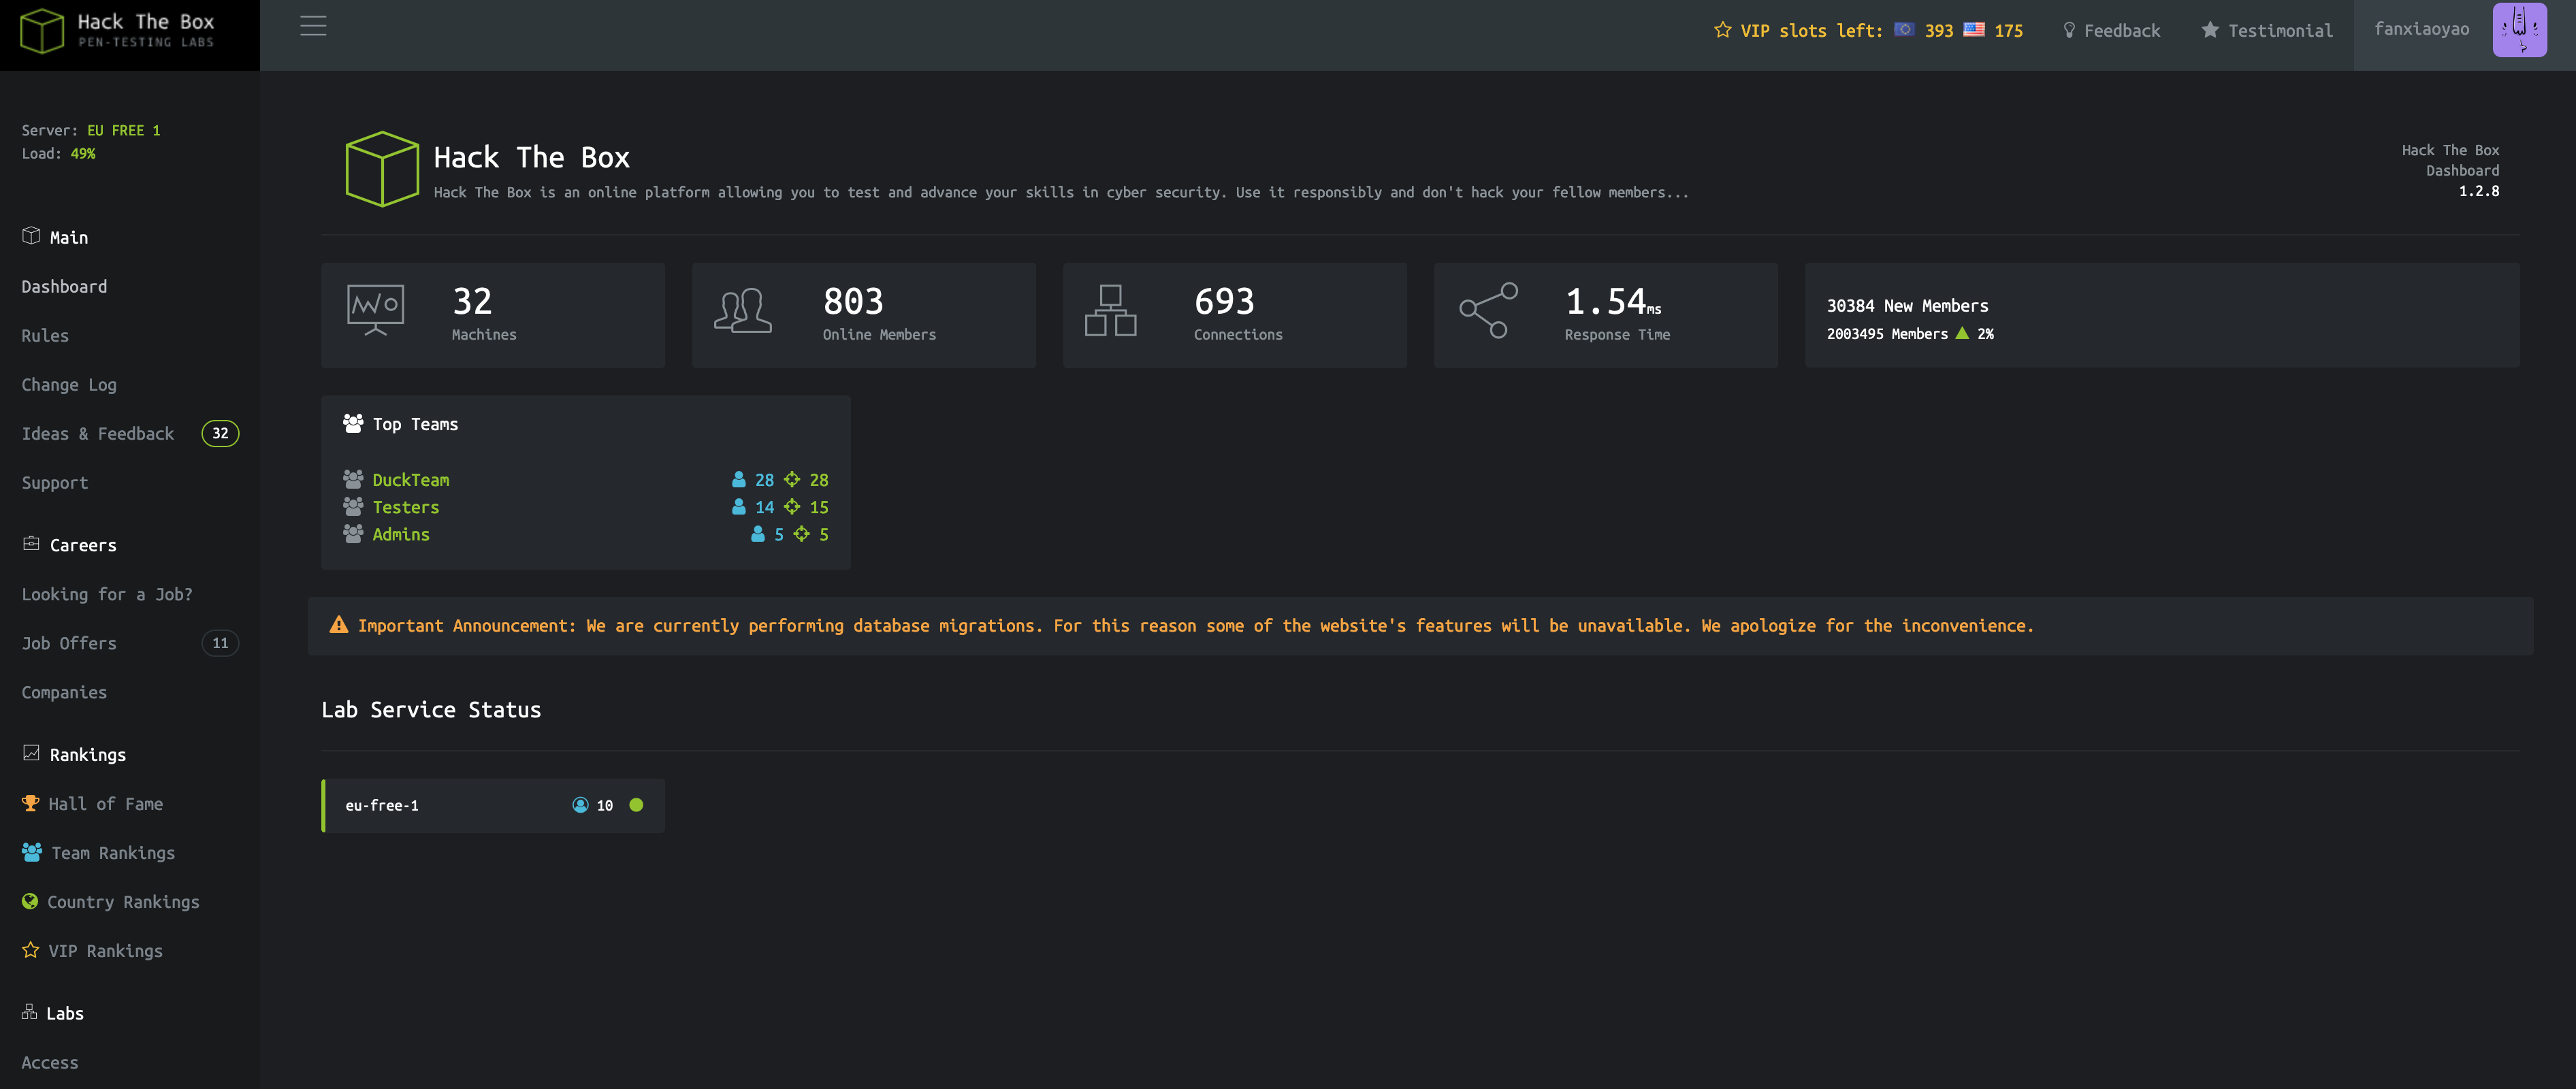 Hack The Box
PEN-TESTING LABS
VIP slots left: 393 175
Feedback
Testimonial
fanxiaoyao
Server: EU FREE 1
Load: 49%
Main
Dashboard
Rules
Change Log
Ideas & Feedback 32
Support
Careers
Looking for a Job?
Job Offers 11
Companies
Rankings
Hall of Fame
Team Rankings
Country Rankings
VIP Rankings
Labs
Access
Hack The Box
Hack The Box is an online platform allowing you to test and advance your skills in cyber security. Use it responsibly and don't hack your fellow members...
Hack The Box
Dashboard
1.2.8
32
Machines
803
Online Members
693
Connections
1.54ms
Response Time
30384 New Members
2003495 Members 2%
Top Teams
DuckTeam 28 28
Testers 14 15
Admins 5 5
Important Announcement: We are currently performing database migrations. For this reason some of the website's features will be unavailable. We apologize for the inconvenience.
Lab Service Status
eu-free-1 10